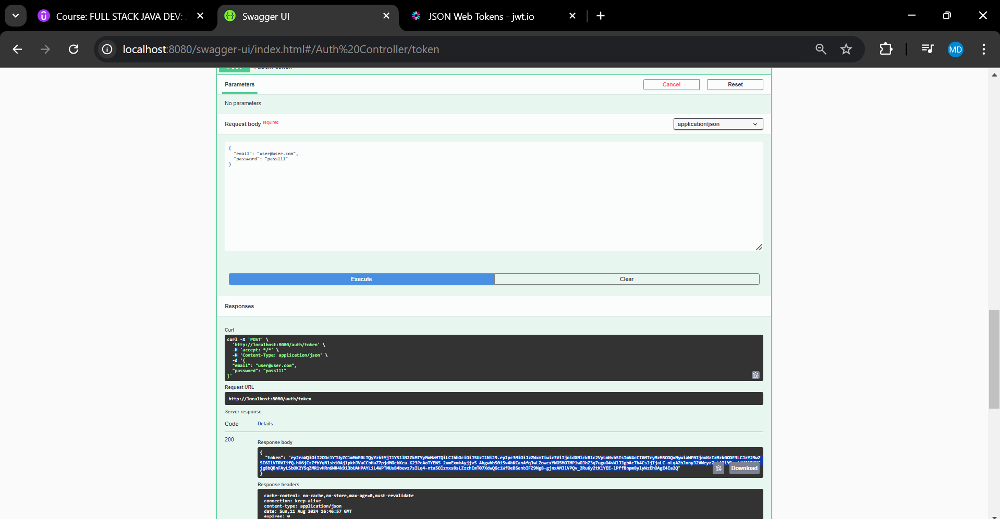 Course: FULL STACK JAVA DEV:
Swagger UI
JSON Web Tokens - jwt.io
localhost:8080/swagger-ui/index.html#/Auth%20Controller/token
MD
Parameters
Cancel
Reset
No parameters
Request body required
application/json
{
"email": "user@user.com",
"password": "pass111"
}
Execute
Clear
Responses
Curl
curl -X 'POST' \
'http://localhost:8080/auth/token' \
-H 'accept: */*' \
-H 'Content-Type: application/json' \
-d '{
"email": "user@user.com",
"password": "pass111"
}'
Request URL
http://localhost:8080/auth/token
Server response
Code
Details
200
Response body
{
"token":
Download
}
Response headers
cache-control: no-cache,no-store,max-age=0,must-revalidate
connection: keep-alive
content-type: application/json
date: Sun,11 Aug 2024 16:46:57 GMT
expires: 0